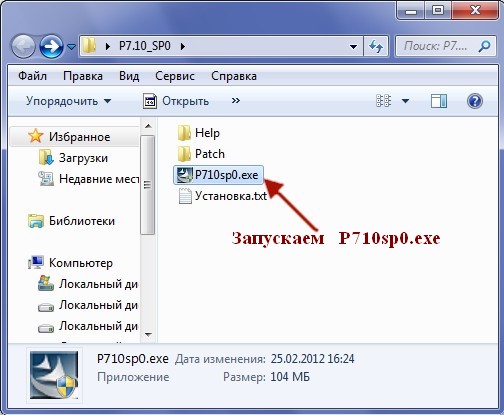 P7.10_SP0
Поиск: P7....
Файл Правка Вид Сервис Справка
Упорядочить Открыть »
Избранное
Загрузки
Недавние мест
Библиотеки
Компьютер
Локальный ди
Локальный ди
Локальный ди
Локальный ди
Help
Patch
P710sp0.exe
Установка.txt
Запускаем P710sp0.exe
P710sp0.exe Дата изменения: 25.02.2012 16:24
Приложение Размер: 104 МБ